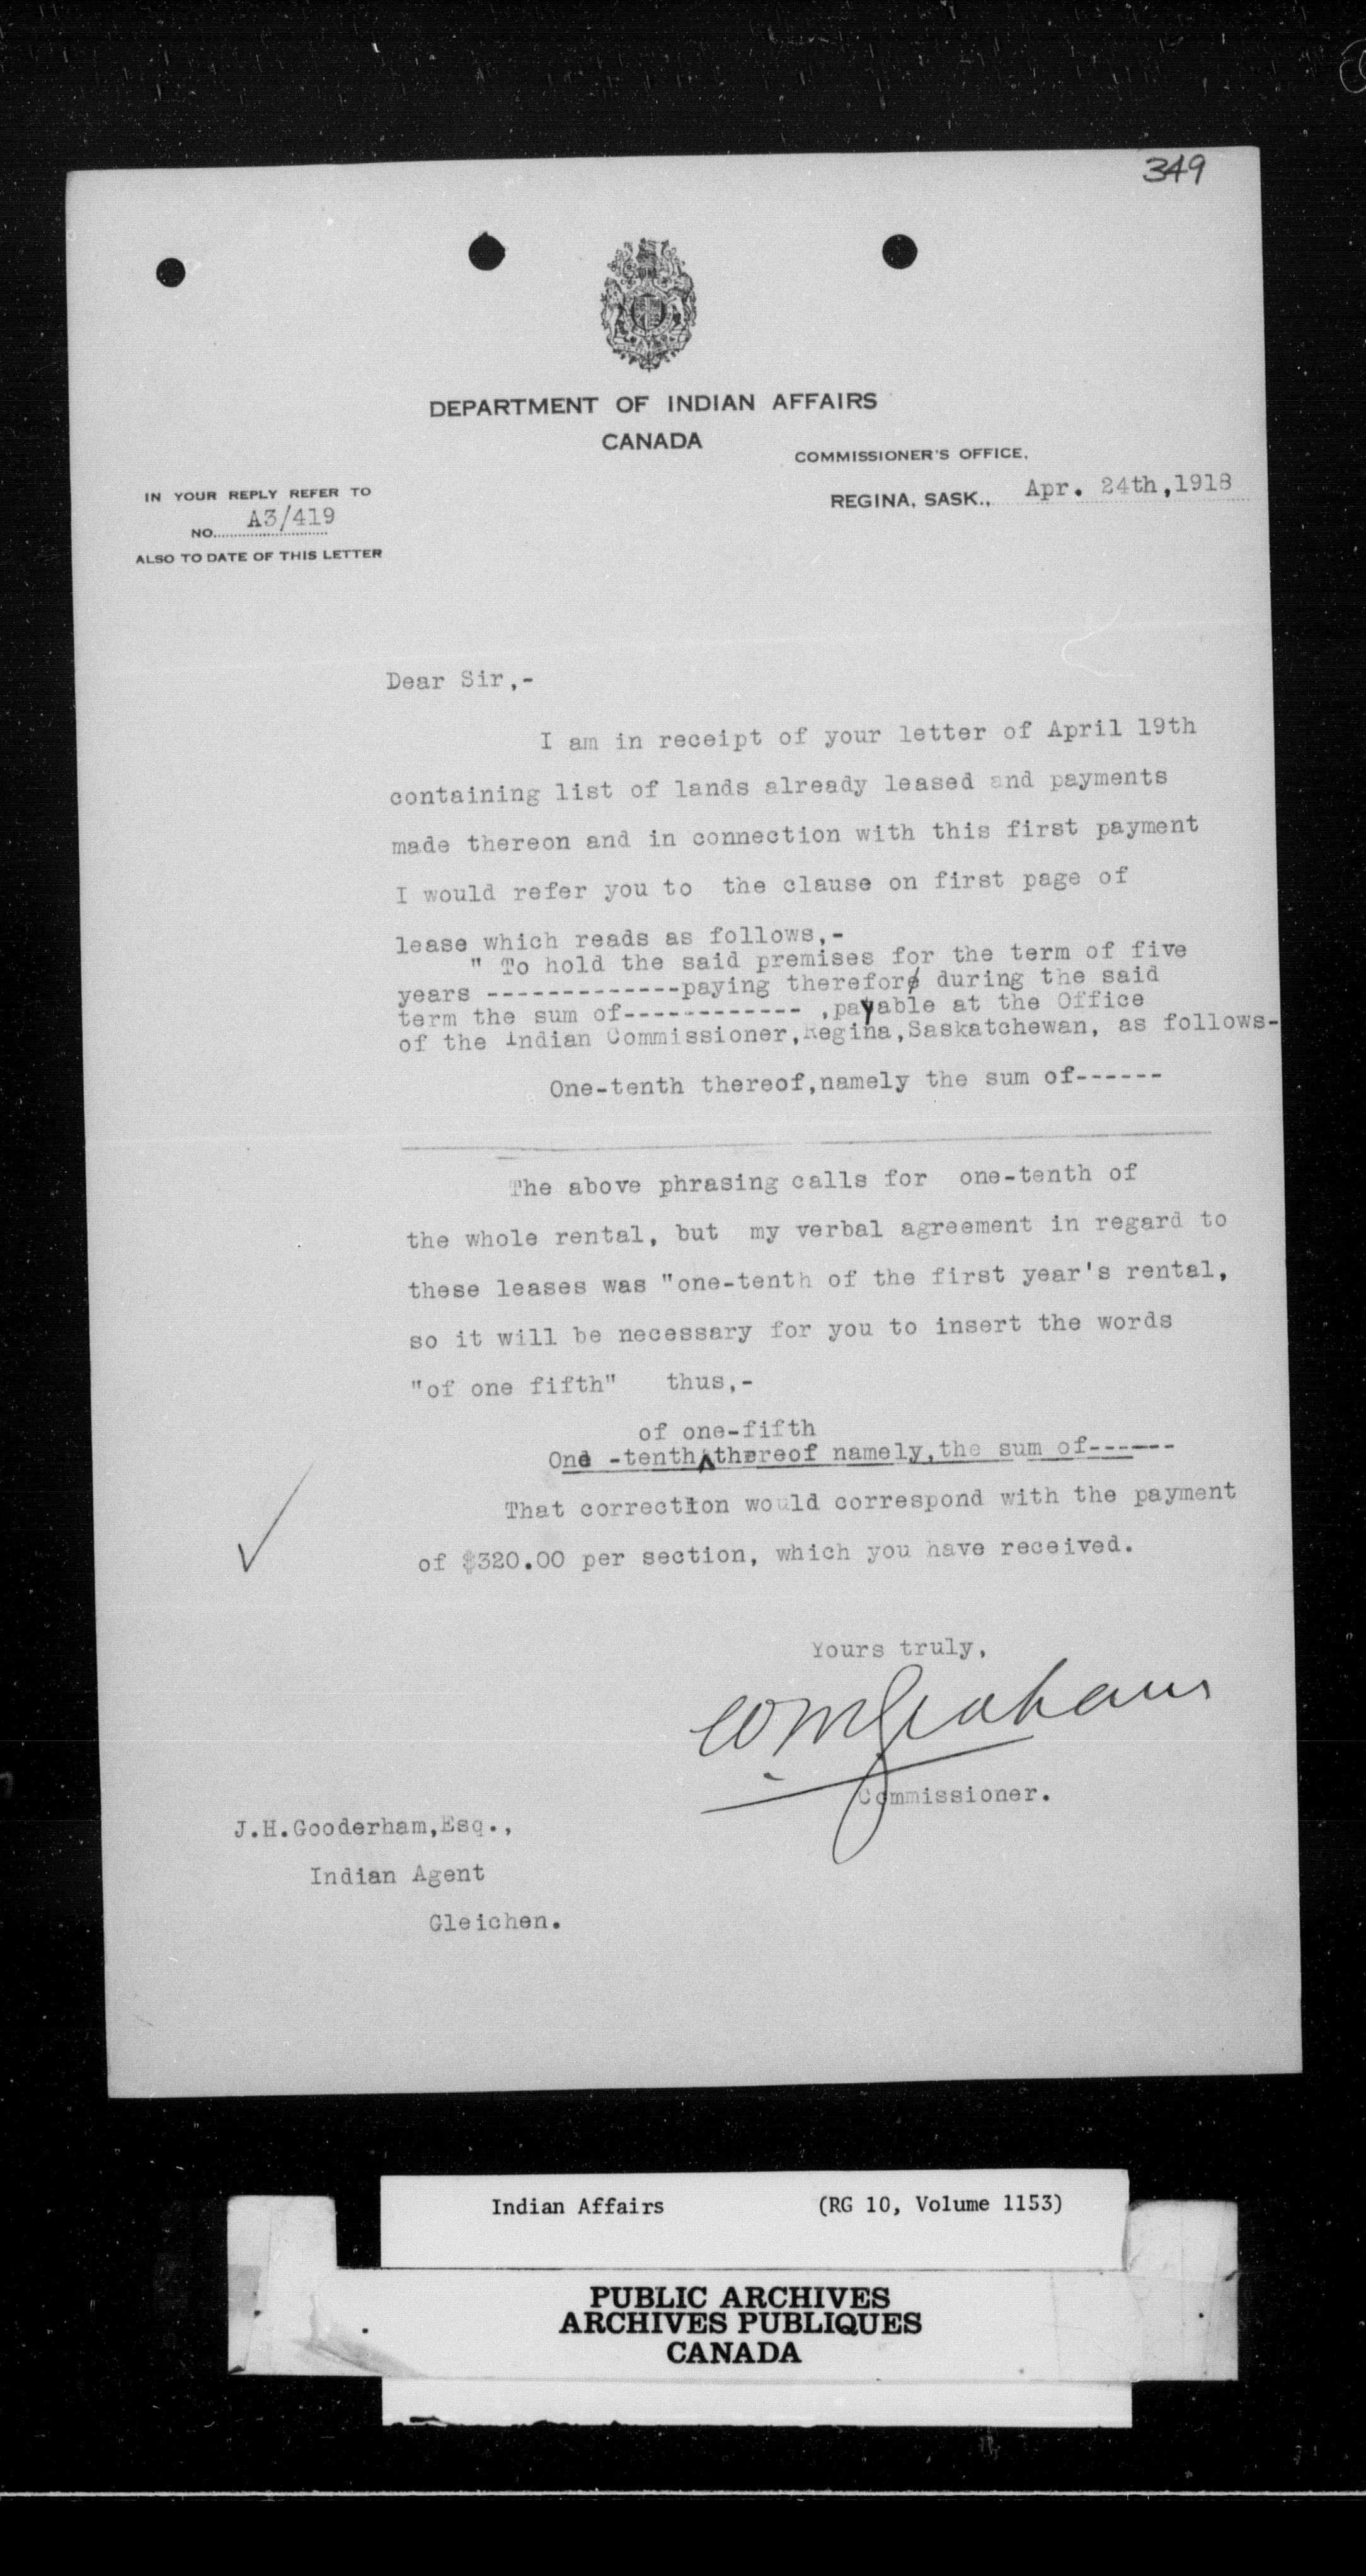 349
DEPARTMENT OF INDIAN AFFAIRS
CANADA
COMMISSIONER'S OFFICE,
REGINA, SASK., Apr. 24th,1918
IN YOUR REPLY REFER TO
NO. A3/419
ALSO TO DATE OF THIS LETTER
Dear Sir,-
I am in receipt of your letter of April 19th
containing list of lands already leased and payments
made thereon and in connection with this first payment
I would refer you to the clause on first page of
lease which reads as follows,-
" To hold the said premises for the term of five
years -------------paying therefore during the said
term the sum of------------ ,payable at the Office
of the Indian Commissioner,Regina,Saskatchewan, as follows-
One-tenth thereof,namely the sum of------
The above phrasing calls for one-tenth of
the whole rental, but my verbal agreement in regard to
these leases was "one-tenth of the first year's rental,
so it will be necessary for you to insert the words
"of one fifth" thus,-
of one-fifth
One -tenth thereof namely,the sum of------
That correction would correspond with the payment
of $320.00 per section, which you have received.
Yours truly,
WMGraham
Commissioner.
J.H.Gooderham,Esq.,
Indian Agent
Gleichen.
Indian Affairs (RG 10, Volume 1153)
PUBLIC ARCHIVES
ARCHIVES PUBLIQUES
CANADA